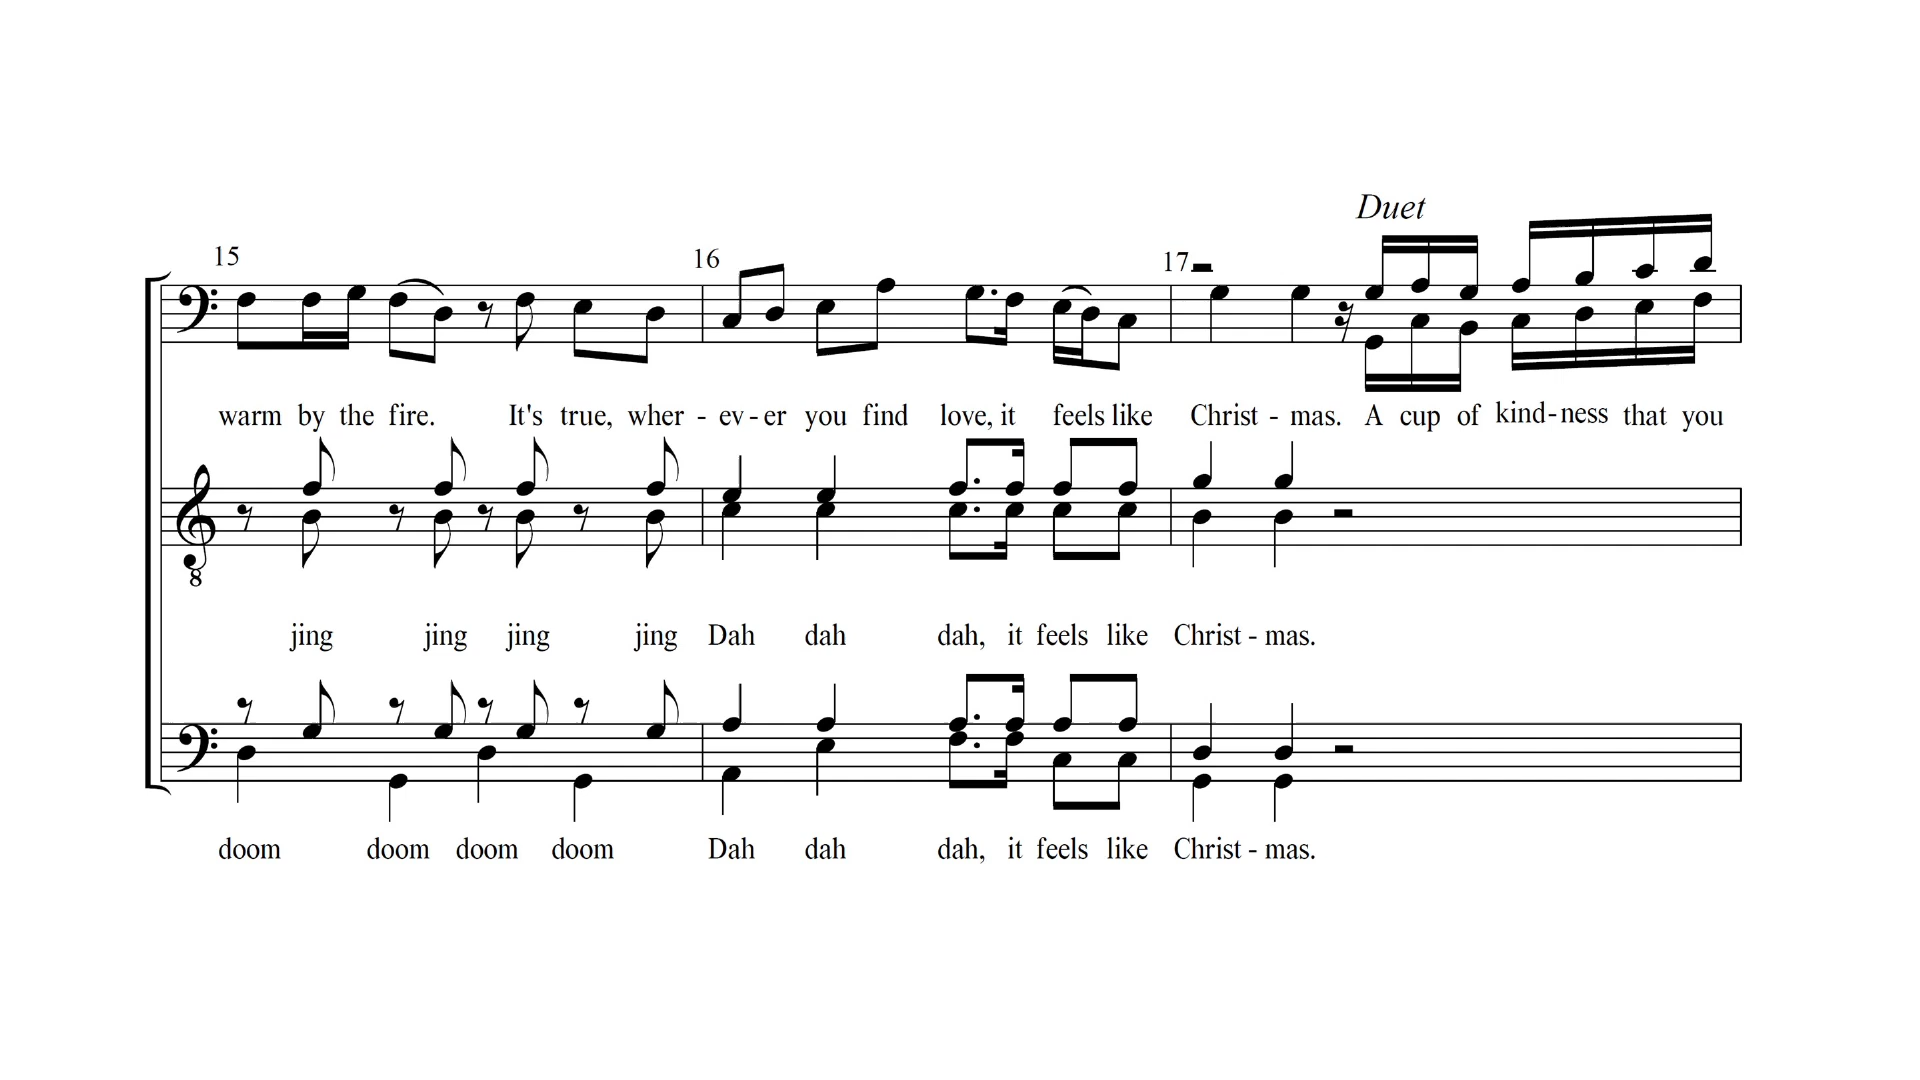 Duet
15 16 17
warm by the fire. It's true, wher - ev - er you find love, it feels like Christ - mas. A cup of kind - ness that you
8
jing jing jing jing Dah dah dah, it feels like Christ - mas.
doom doom doom doom Dah dah dah, it feels like Christ - mas.